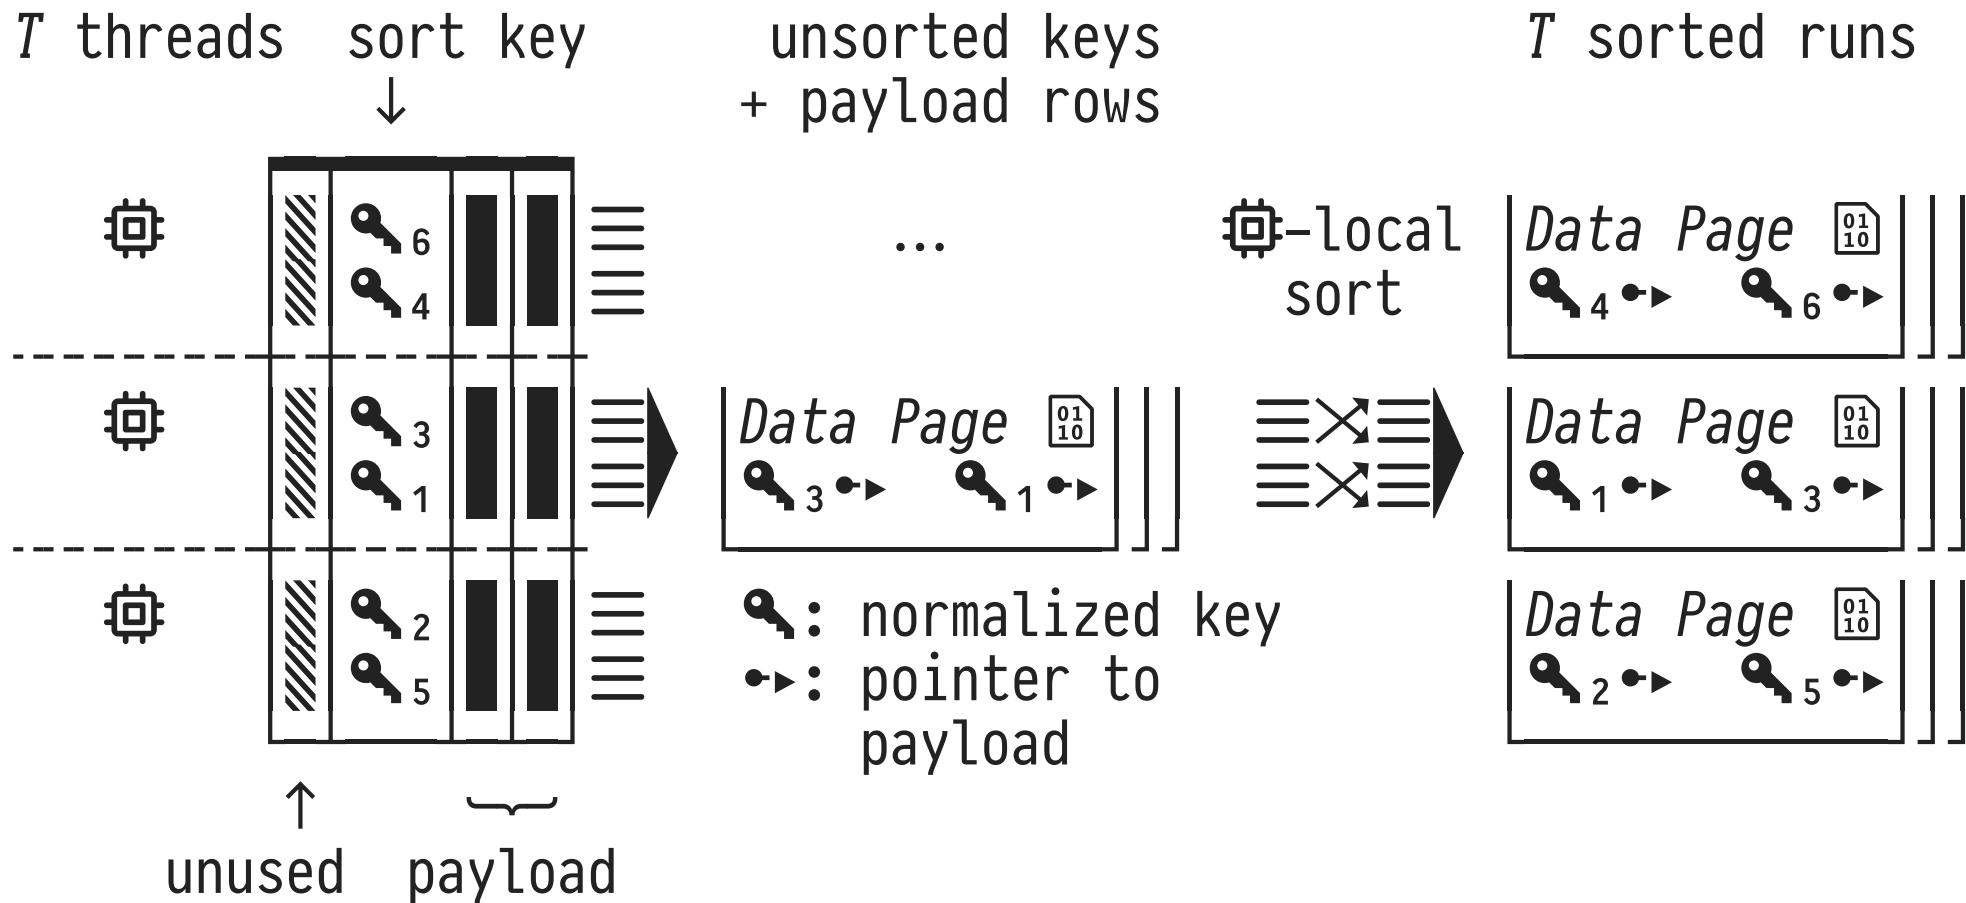 T threads
sort key
unsorted keys
+ payload rows
T sorted runs
6
4
...
-local
sort
Data Page 01 10
4 6
3
1
Data Page 01 10
3 1
Data Page 01 10
1 3
2
5
: normalized key
: pointer to
payload
Data Page 01 10
2 5
unused
payload